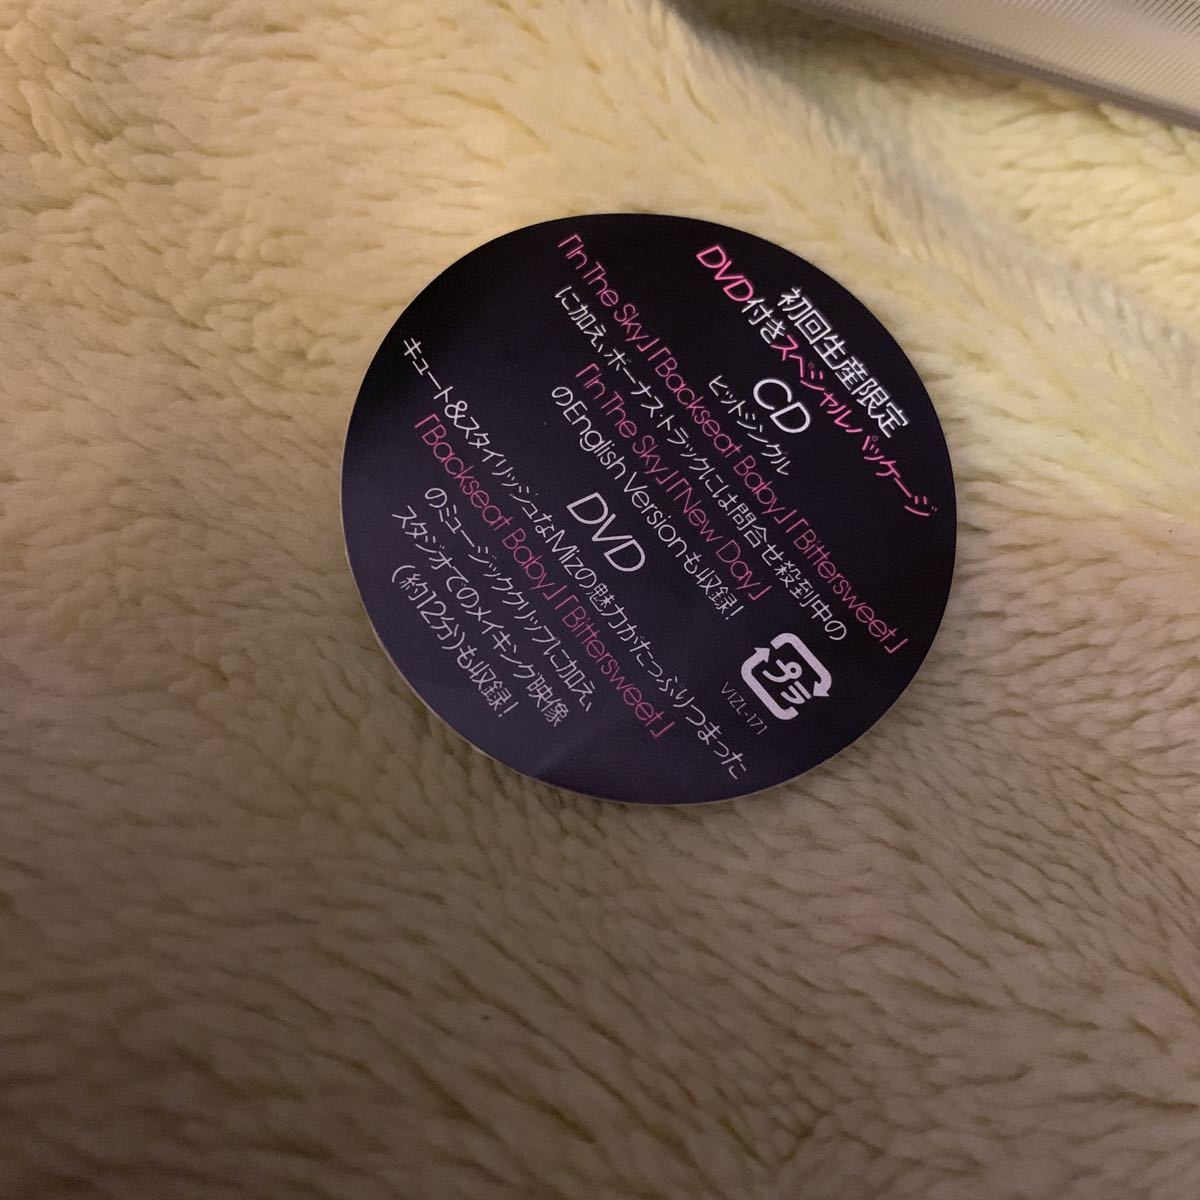 初回生産限定
DVD付きスペシャルパッケージ
CD
ヒットシングル
「In The Sky」「Backseat Baby」「Bittersweet」
に加え、ボーナストラックには問合せ殺到中の
「In The Sky」「New Day」
のEnglish Versionも収録!
DVD
キュート&スタイリッシュなMizの魅力がたっぷりつまった
「Backseat Baby」「Bittersweet」
のミュージッククリップに加え、
スタジオでのメイキング映像
(約12分)も収録!
プラ
VIZL-171